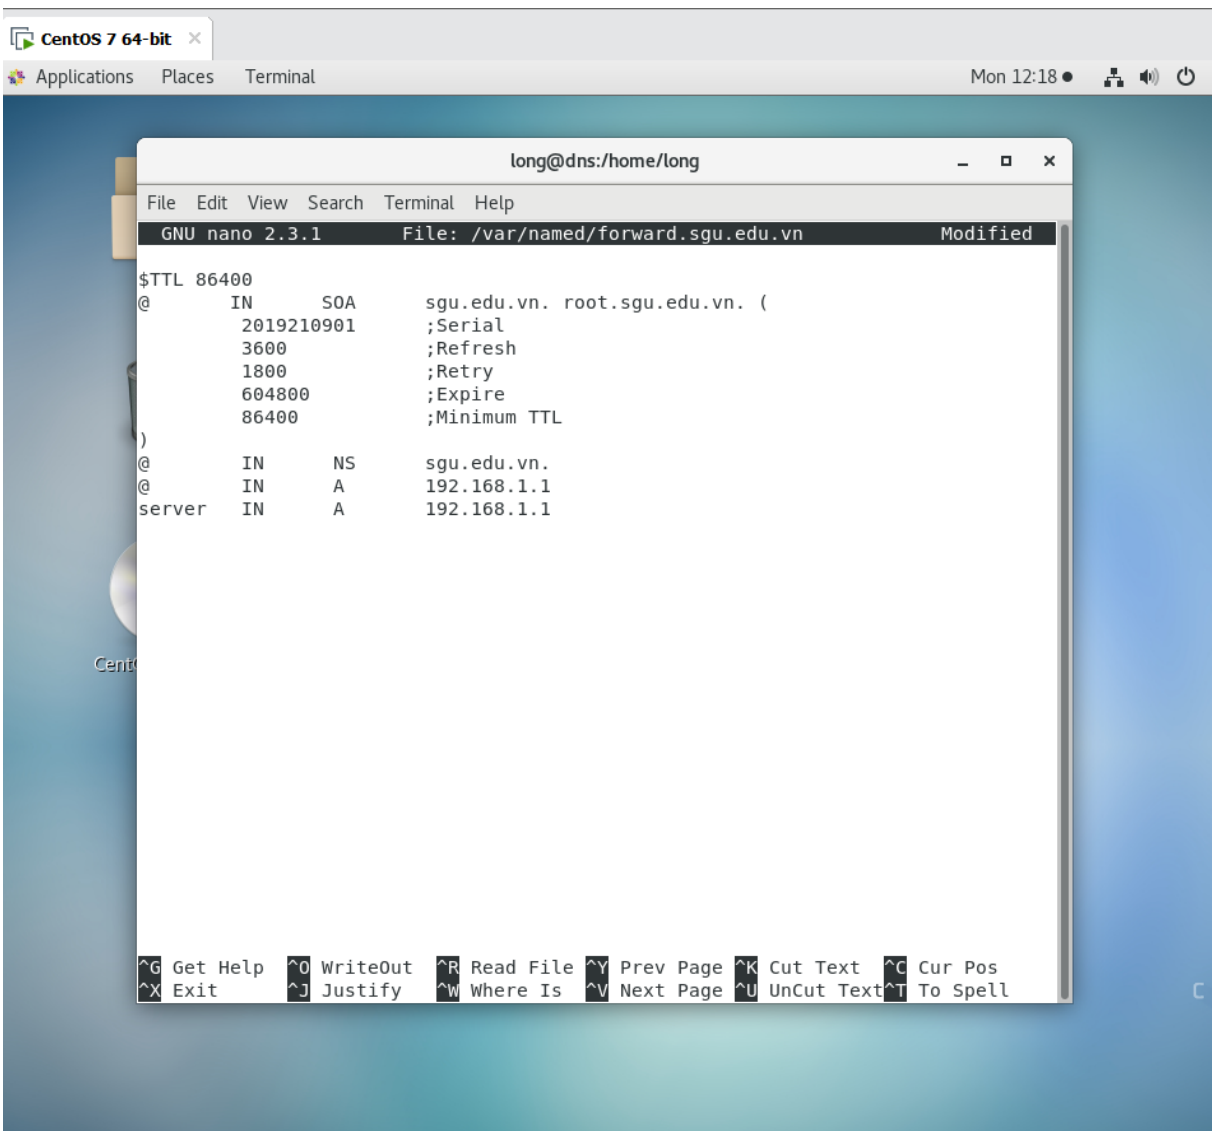 CentOS 7 64-bit
Applications Places Terminal Mon 12:18
long@dns:/home/long
File Edit View Search Terminal Help
GNU nano 2.3.1 File: /var/named/forward.sgu.edu.vn Modified
$TTL 86400
@ IN SOA sgu.edu.vn. root.sgu.edu.vn. (
2019210901 ;Serial
3600 ;Refresh
1800 ;Retry
604800 ;Expire
86400 ;Minimum TTL
)
@ IN NS sgu.edu.vn.
@ IN A 192.168.1.1
server IN A 192.168.1.1
^G Get Help ^O WriteOut ^R Read File ^Y Prev Page ^K Cut Text ^C Cur Pos
^X Exit ^J Justify ^W Where Is ^V Next Page ^U UnCut Text ^T To Spell